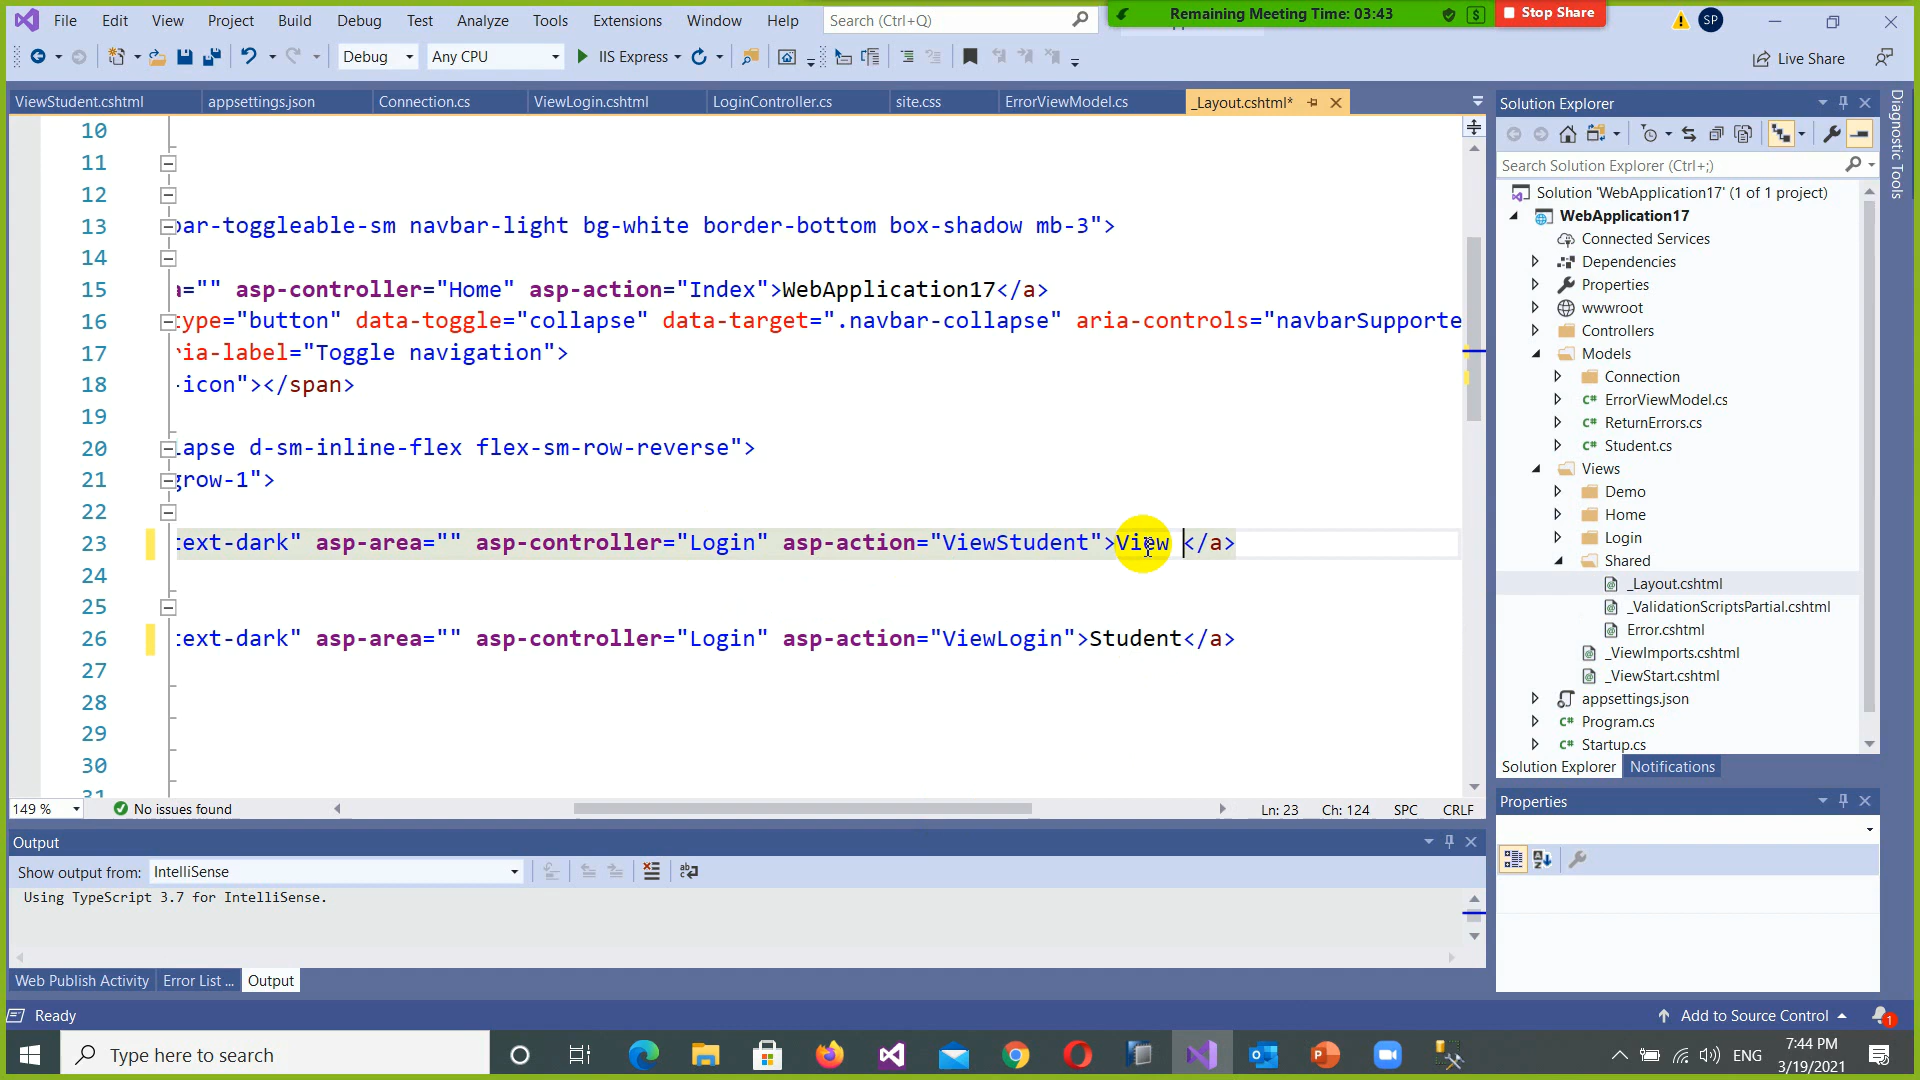 File Edit View Project Build Debug Test Analyze Tools Extensions Window Help Search (Ctrl+Q) Remaining Meeting Time: 03:43 Stop Share SP
Debug Any CPU IIS Express Live Share
ViewStudent.cshtml appsettings.json Connection.cs ViewLogin.cshtml LoginController.cs site.css ErrorViewModel.cs _Layout.cshtml*
10
11
12
13 bar-toggleable-sm navbar-light bg-white border-bottom box-shadow mb-3">
14
15 a="" asp-controller="Home" asp-action="Index">WebApplication17</a>
16 type="button" data-toggle="collapse" data-target=".navbar-collapse" aria-controls="navbarSupporte
17 ria-label="Toggle navigation">
18 -icon"></span>
19
20 lapse d-sm-inline-flex flex-sm-row-reverse">
21 grow-1">
22
23 text-dark" asp-area="" asp-controller="Login" asp-action="ViewStudent">View </a>
24
25
26 text-dark" asp-area="" asp-controller="Login" asp-action="ViewLogin">Student</a>
27
28
29
30
31
149 % No issues found Ln: 23 Ch: 124 SPC CRLF
Output
Show output from: IntelliSense
Using TypeScript 3.7 for IntelliSense.
Web Publish Activity Error List ... Output
Solution Explorer
Search Solution Explorer (Ctrl+;)
Solution 'WebApplication17' (1 of 1 project)
WebApplication17
Connected Services
Dependencies
Properties
wwwroot
Controllers
Models
Connection
C# ErrorViewModel.cs
C# ReturnErrors.cs
C# Student.cs
Views
Demo
Home
Login
Shared
_Layout.cshtml
_ValidationScriptsPartial.cshtml
Error.cshtml
_ViewImports.cshtml
_ViewStart.cshtml
appsettings.json
C# Program.cs
C# Startup.cs
Solution Explorer Notifications
Properties
Diagnostic Tools
Ready Add to Source Control 1
Type here to search ENG 7:44 PM
3/19/2021